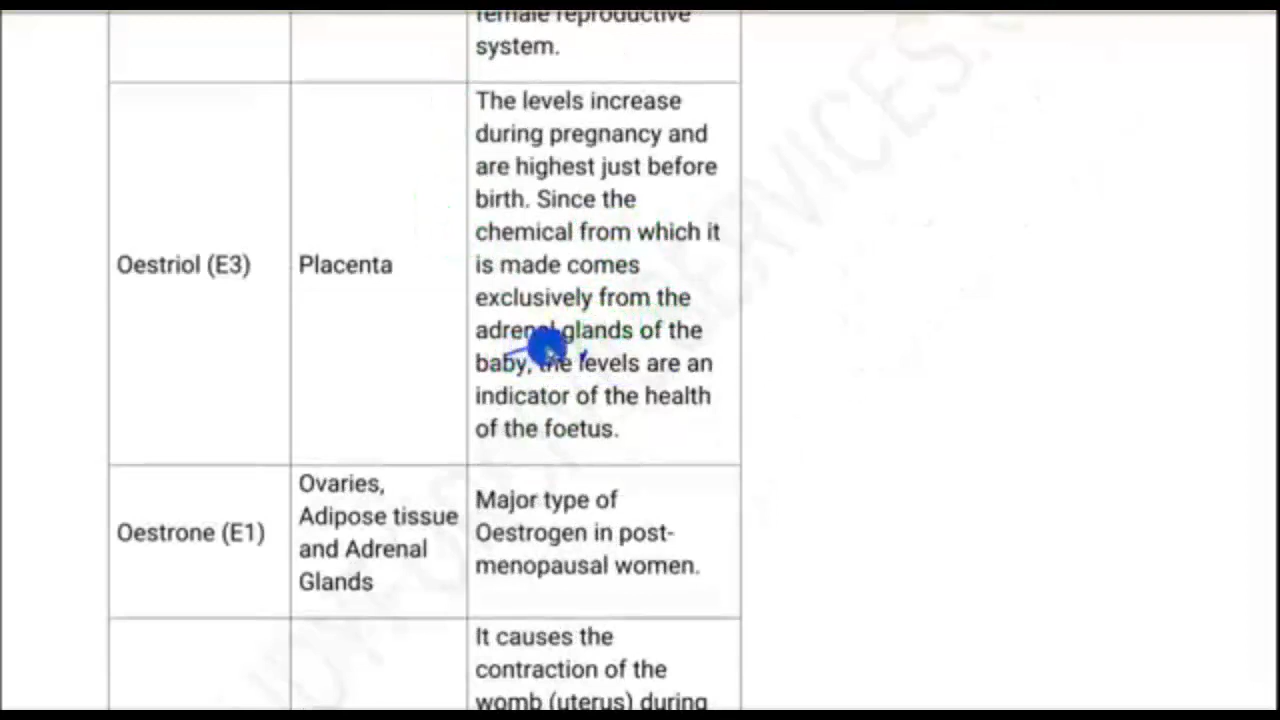 female reproductive
system.
The levels increase
during pregnancy and
are highest just before
birth. Since the
chemical from which it
Oestriol (E3)
Placenta
is made comes
exclusively from the
adrenal glands of the
baby, the levels are an
indicator of the health
of the foetus.
Ovaries,
Adipose tissue
and Adrenal
Glands
Oestrone (E1)
Major type of
Oestrogen in post-
menopausal women.
It causes the
contraction of the
womb (uterus) during